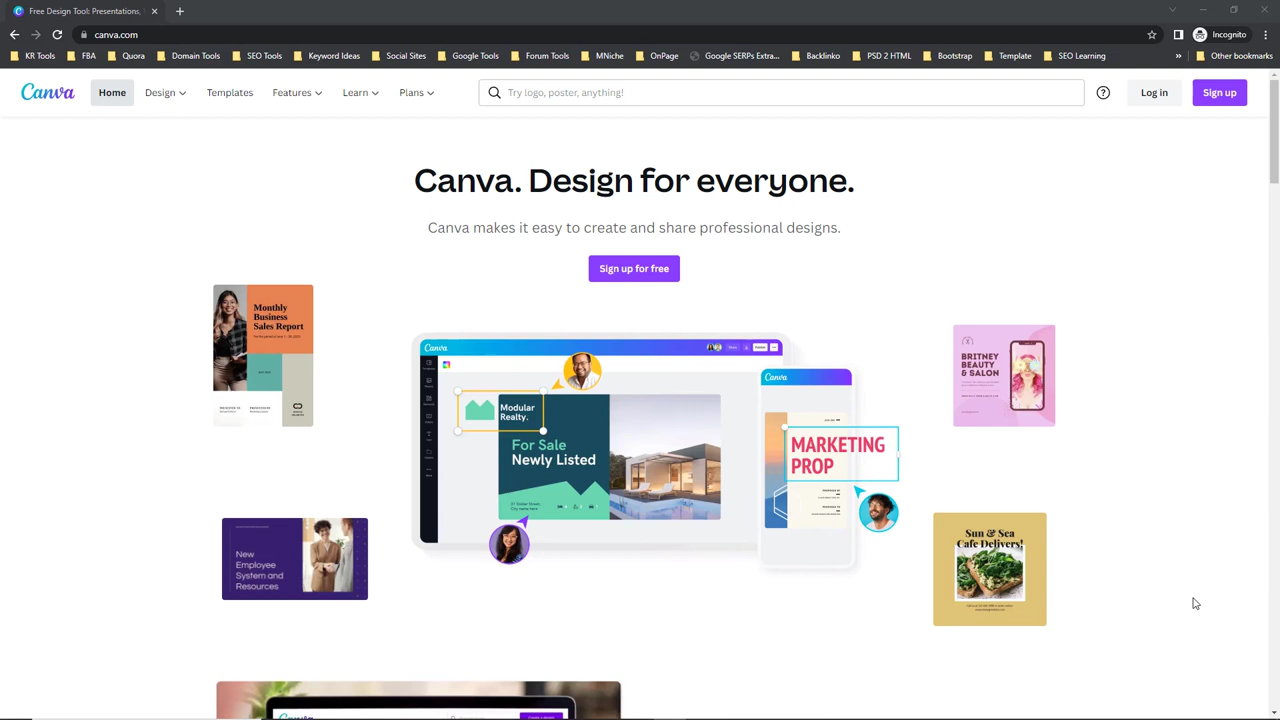 Free Design Tool: Presentations,
canva.com
Incognito
KR Tools
FBA
Quora
Domain Tools
SEO Tools
Keyword Ideas
Social Sites
Google Tools
Forum Tools
MNiche
OnPage
Google SERPs Extra...
Backlinko
PSD 2 HTML
Bootstrap
Template
SEO Learning
»
Other bookmarks
Canva
Home
Design
Templates
Features
Learn
Plans
Try logo, poster, anything!
Log in
Sign up
Canva. Design for everyone.
Canva makes it easy to create and share professional designs.
Sign up for free
Monthly
Business
Sales Report
Canva
Modular
Realty.
For Sale
Newly Listed
Canva
MARKETING
PROP
BRITNEY
BEAUTY
& SALON
New
Employee
System and
Resources
Sun & Sea
Cafe Delivers!
Canva
Create a design